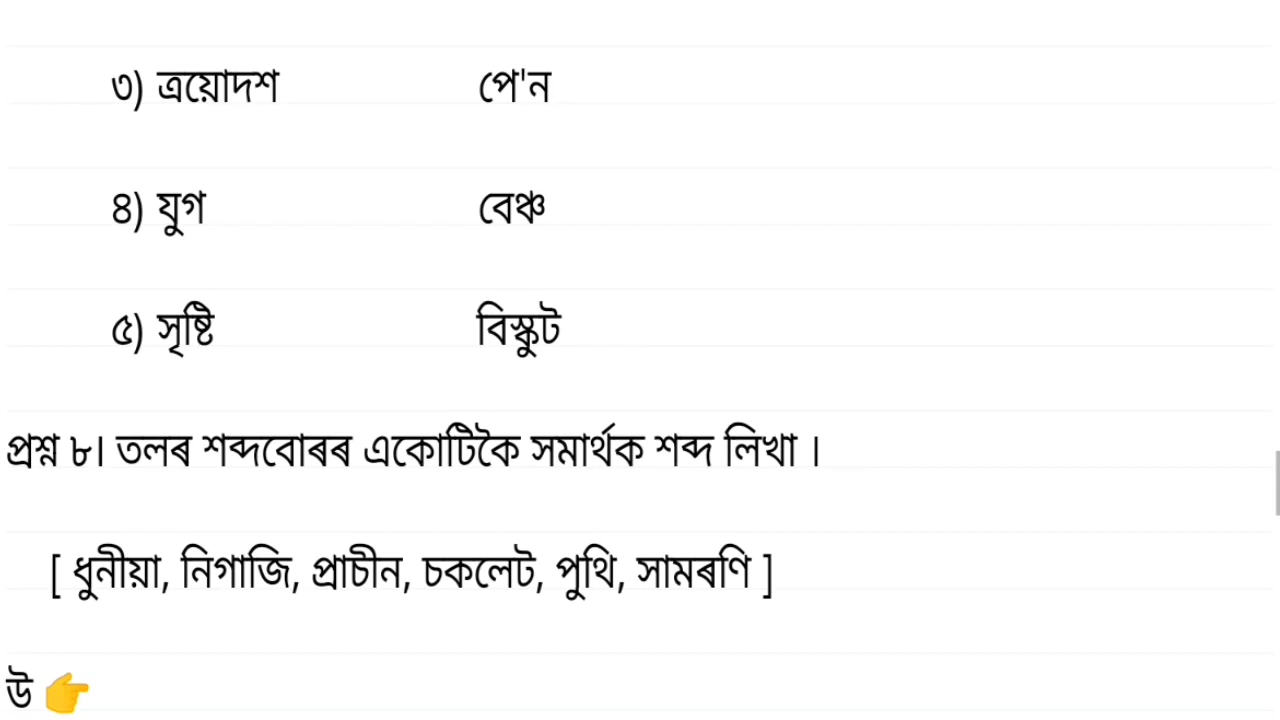 ৩) ত্ৰয়োদশ পে'ন
৪) যুগ বেঞ্চ
৫) সৃষ্টি বিস্কুট
প্ৰশ্ন ৮। তলৰ শব্দবোৰৰ একোটিকৈ সমাৰ্থক শব্দ লিখা ।
[ ধুনীয়া, নিগাজি, প্ৰাচীন, চকলেট, পুথি, সামৰণি ]
উ 👉